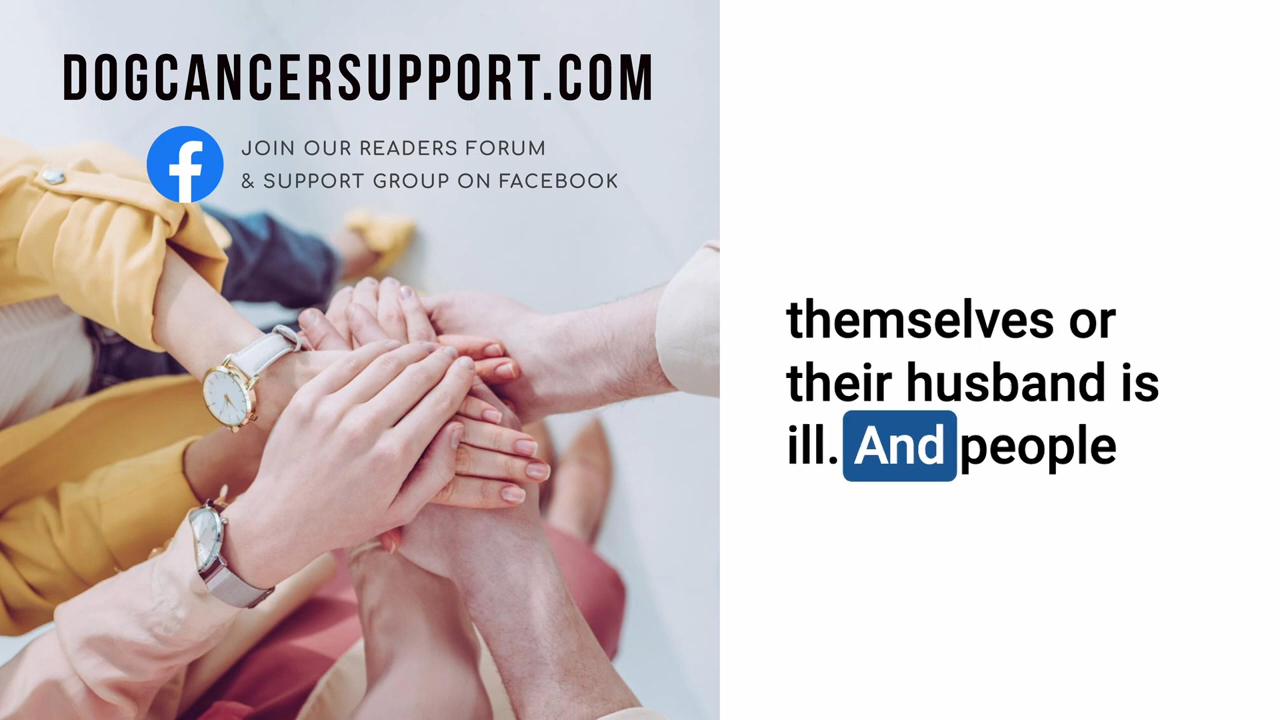 DOGCANCERSUPPORT.COM
JOIN OUR READERS FORUM
& SUPPORT GROUP ON FACEBOOK
themselves or
their husband is
ill. And people